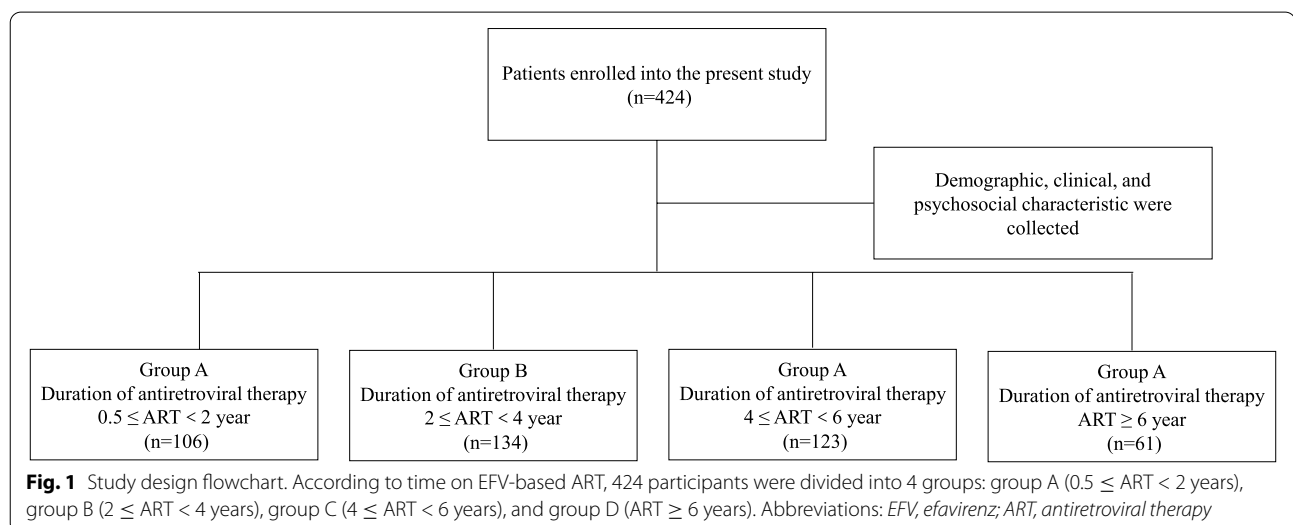 Patients enrolled into the present study
(n=424)
Demographic, clinical, and
psychosocial characteristic were
collected
Group A
Duration of antiretroviral therapy
0.5 ≤ ART < 2 year
(n=106)
Group B
Duration of antiretroviral therapy
2 ≤ ART < 4 year
(n=134)
Group A
Duration of antiretroviral therapy
4 ≤ ART < 6 year
(n=123)
Group A
Duration of antiretroviral therapy
ART ≥ 6 year
(n=61)
Fig. 1 Study design flowchart. According to time on EFV-based ART, 424 participants were divided into 4 groups: group A (0.5 ≤ ART < 2 years),
group B (2 ≤ ART < 4 years), group C (4 ≤ ART < 6 years), and group D (ART ≥ 6 years). Abbreviations: EFV, efavirenz; ART, antiretroviral therapy